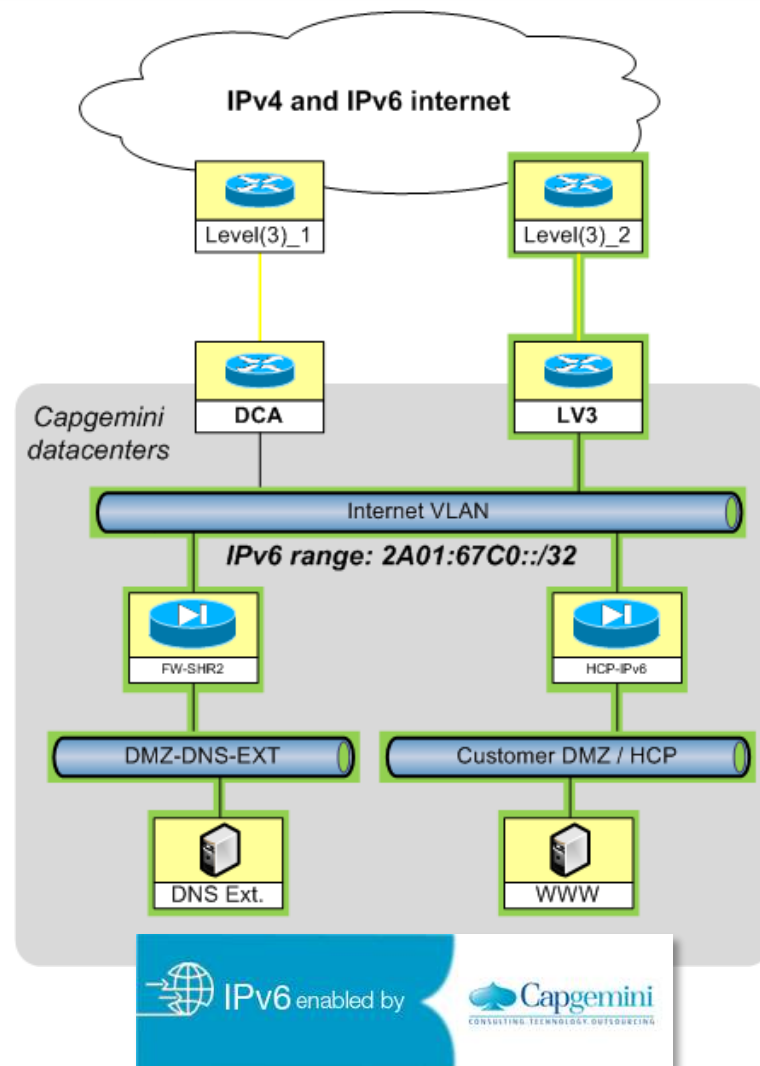 IPv4 and IPv6 internet
Level(3)_1
Level(3)_2
DCA
LV3
Capgemini
datacenters
Internet VLAN
IPv6 range: 2A01:67C0::/32
FW-SHR2
HCP-IPv6
DMZ-DNS-EXT
Customer DMZ / HCP
DNS Ext.
WWW
IPv6 enabled by
Capgemini
CONSULTING.TECHNOLOGY.OUTSOURCING